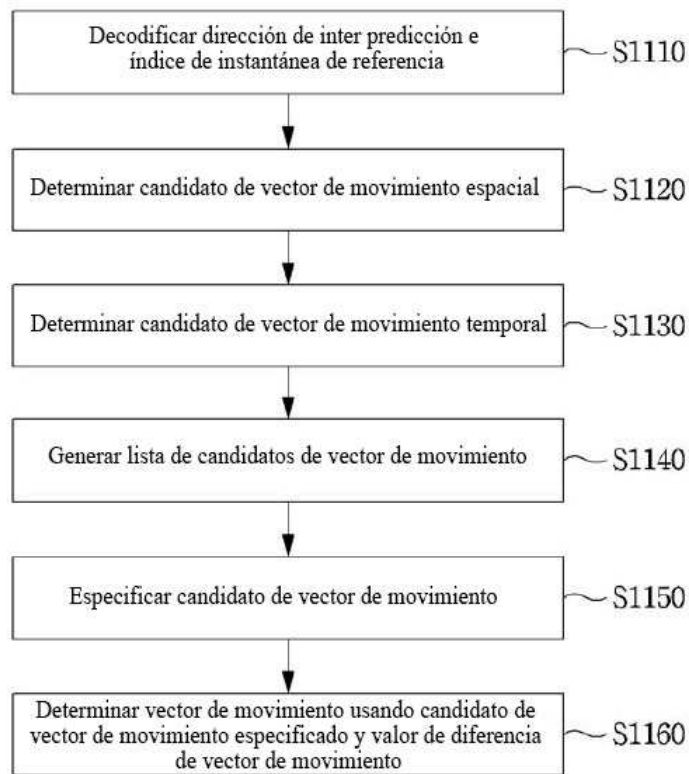 Decodificar dirección de inter predicción e
índice de instantánea de referencia
S1110
Determinar candidato de vector de movimiento espacial
S1120
Determinar candidato de vector de movimiento temporal
S1130
Generar lista de candidatos de vector de movimiento
S1140
Especificar candidato de vector de movimiento
S1150
Determinar vector de movimiento usando candidato de
vector de movimiento especificado y valor de diferencia
de vector de movimiento
S1160